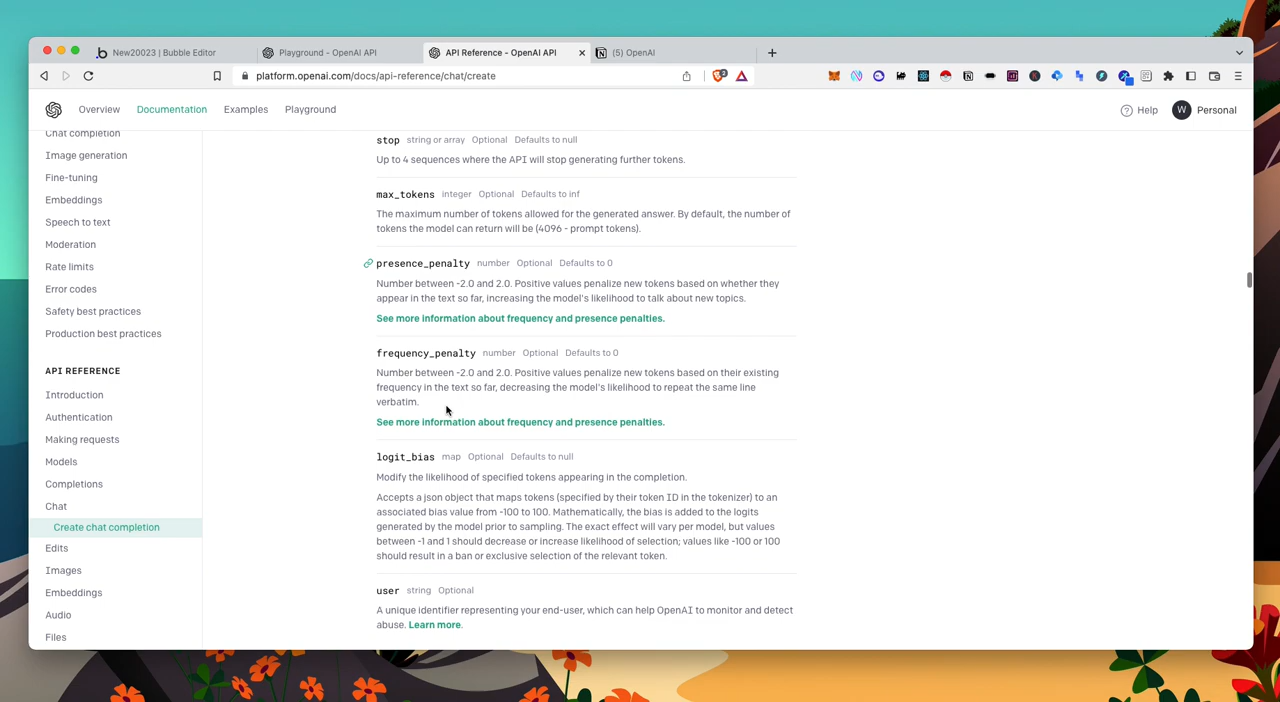 New20023 | Bubble Editor
Playground - OpenAI API
API Reference - OpenAI API
(5) OpenAI
platform.openai.com/docs/api-reference/chat/create
Overview
Documentation
Examples
Playground
Help
W
Personal
Chat completion
Image generation
Fine-tuning
Embeddings
Speech to text
Moderation
Rate limits
Error codes
Safety best practices
Production best practices
API REFERENCE
Introduction
Authentication
Making requests
Models
Completions
Chat
Create chat completion
Edits
Images
Embeddings
Audio
Files
stop string or array Optional Defaults to null
Up to 4 sequences where the API will stop generating further tokens.
max_tokens integer Optional Defaults to inf
The maximum number of tokens allowed for the generated answer. By default, the number of
tokens the model can return will be (4096 - prompt tokens).
presence_penalty number Optional Defaults to 0
Number between -2.0 and 2.0. Positive values penalize new tokens based on whether they
appear in the text so far, increasing the model's likelihood to talk about new topics.
See more information about frequency and presence penalties.
frequency_penalty number Optional Defaults to 0
Number between -2.0 and 2.0. Positive values penalize new tokens based on their existing
frequency in the text so far, decreasing the model's likelihood to repeat the same line
verbatim.
See more information about frequency and presence penalties.
logit_bias map Optional Defaults to null
Modify the likelihood of specified tokens appearing in the completion.
Accepts a json object that maps tokens (specified by their token ID in the tokenizer) to an
associated bias value from -100 to 100. Mathematically, the bias is added to the logits
generated by the model prior to sampling. The exact effect will vary per model, but values
between -1 and 1 should decrease or increase likelihood of selection; values like -100 or 100
should result in a ban or exclusive selection of the relevant token.
user string Optional
A unique identifier representing your end-user, which can help OpenAI to monitor and detect
abuse. Learn more.